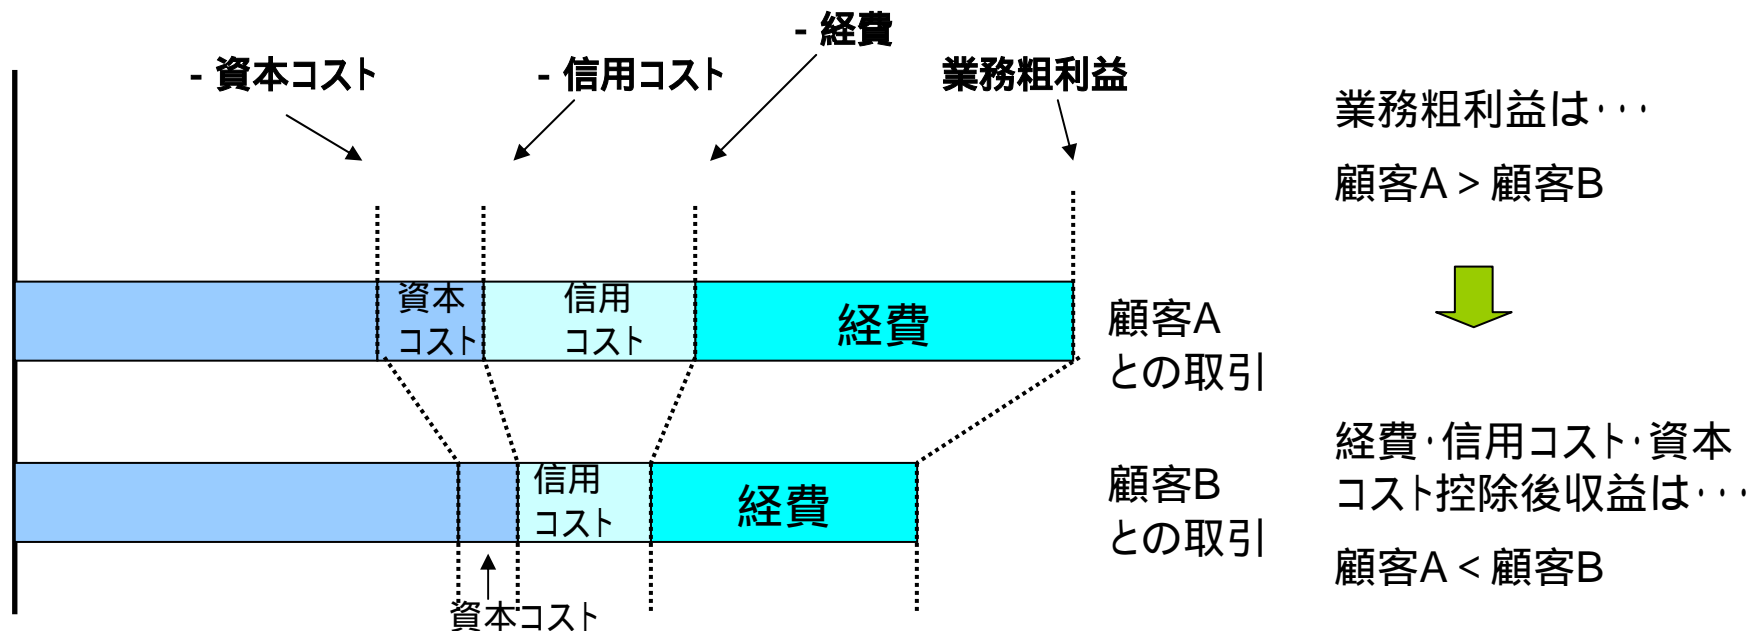 - 経費
- 資本コスト
- 信用コスト
業務粗利益
業務粗利益は・・・
顧客A > 顧客B
資本
コスト
信用
コスト
経費
顧客A
との取引
信用
コスト
経費
顧客B
との取引
資本コスト
経費・信用コスト・資本
コスト控除後収益は・・・
顧客A < 顧客B